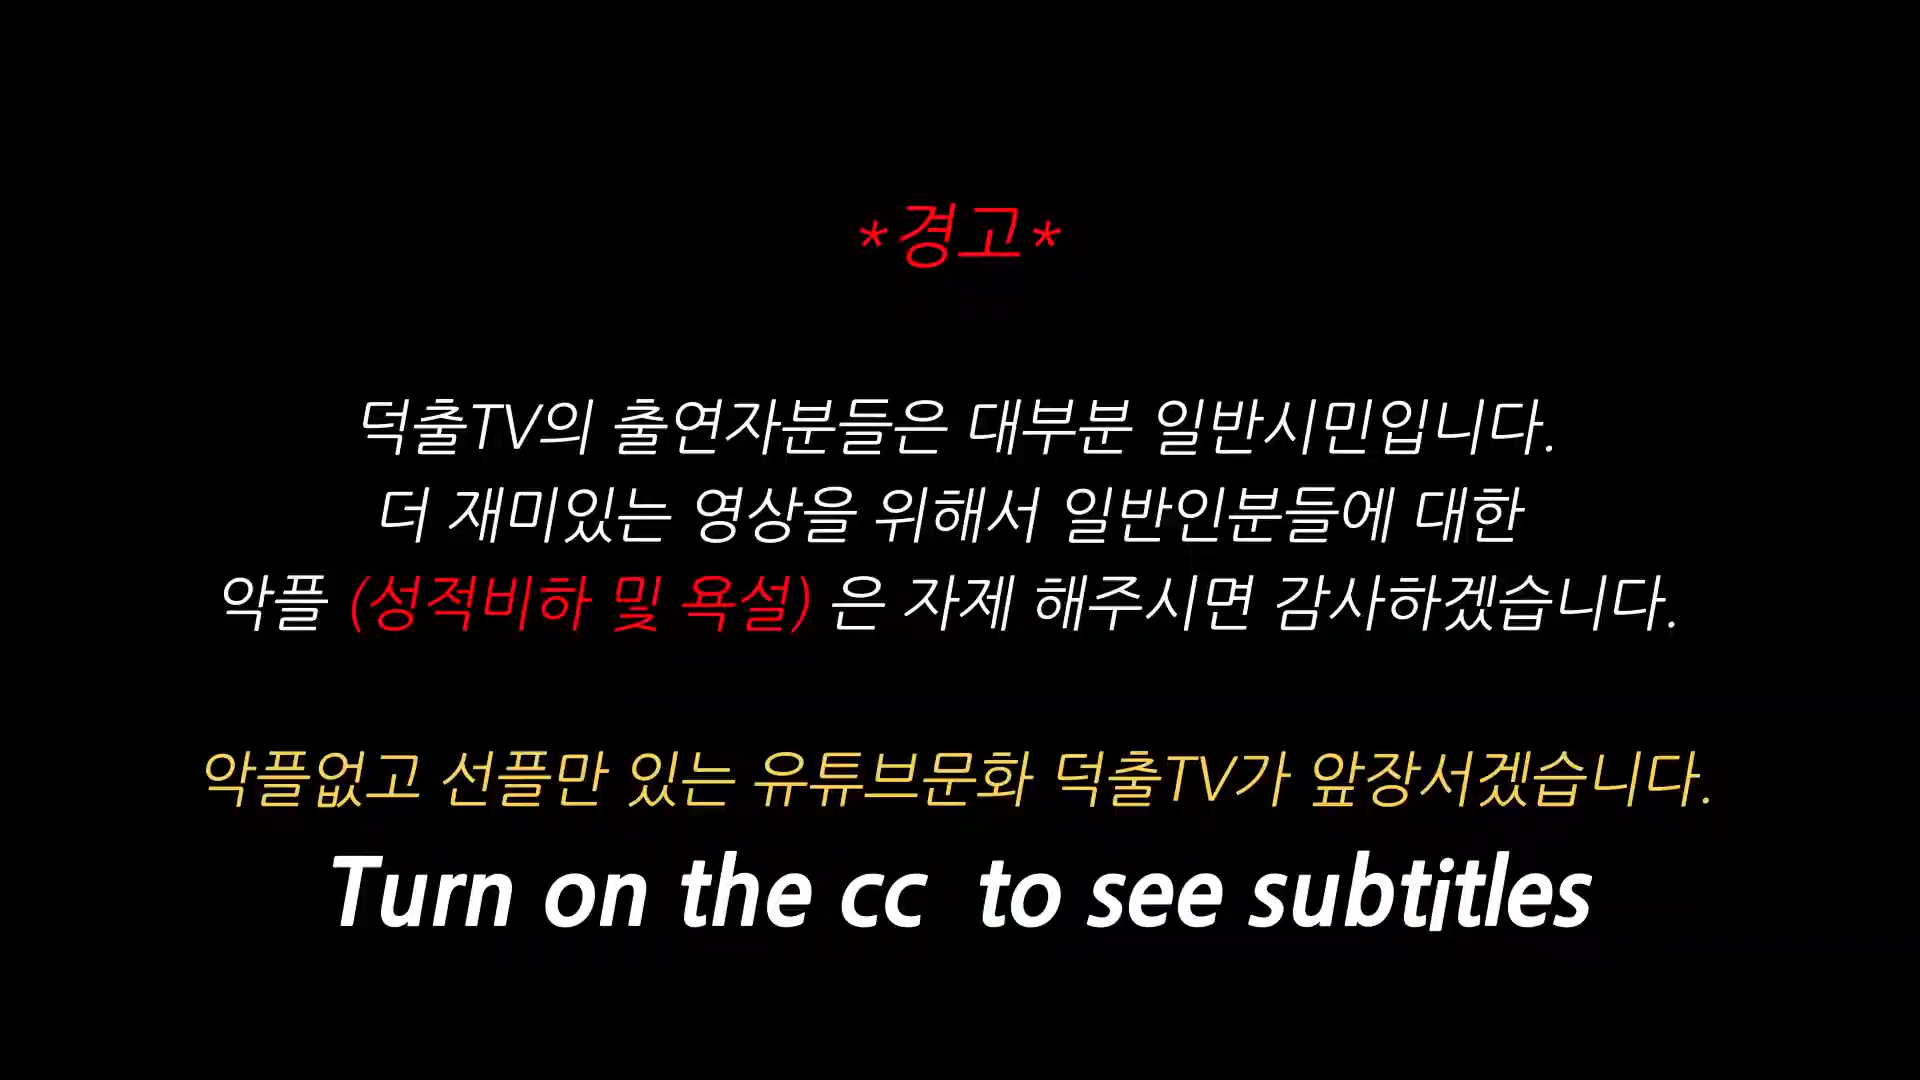 *경고*
덕출TV의 출연자분들은 대부분 일반시민입니다.
더 재미있는 영상을 위해서 일반인분들에 대한
악플 (성적비하 및 욕설) 은 자제 해주시면 감사하겠습니다.
악플없고 선플만 있는 유튜브문화 덕출TV가 앞장서겠습니다.
Turn on the cc to see subtitles